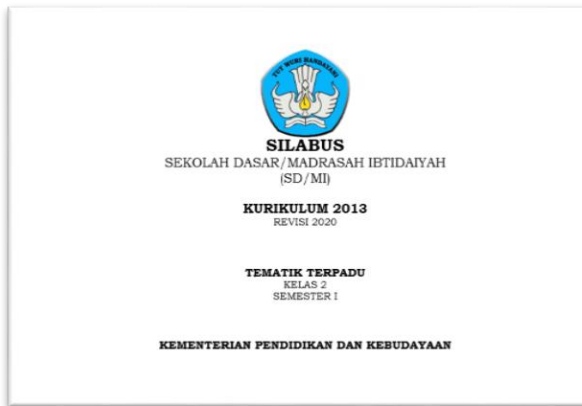 TUT WURI HANDAYANI
SILABUS
SEKOLAH DASAR/MADRASAH IBTIDAIYAH
(SD/MI)
KURIKULUM 2013
REVISI 2020
TEMATIK TERPADU
KELAS 2
SEMESTER I
KEMENTERIAN PENDIDIKAN DAN KEBUDAYAAN